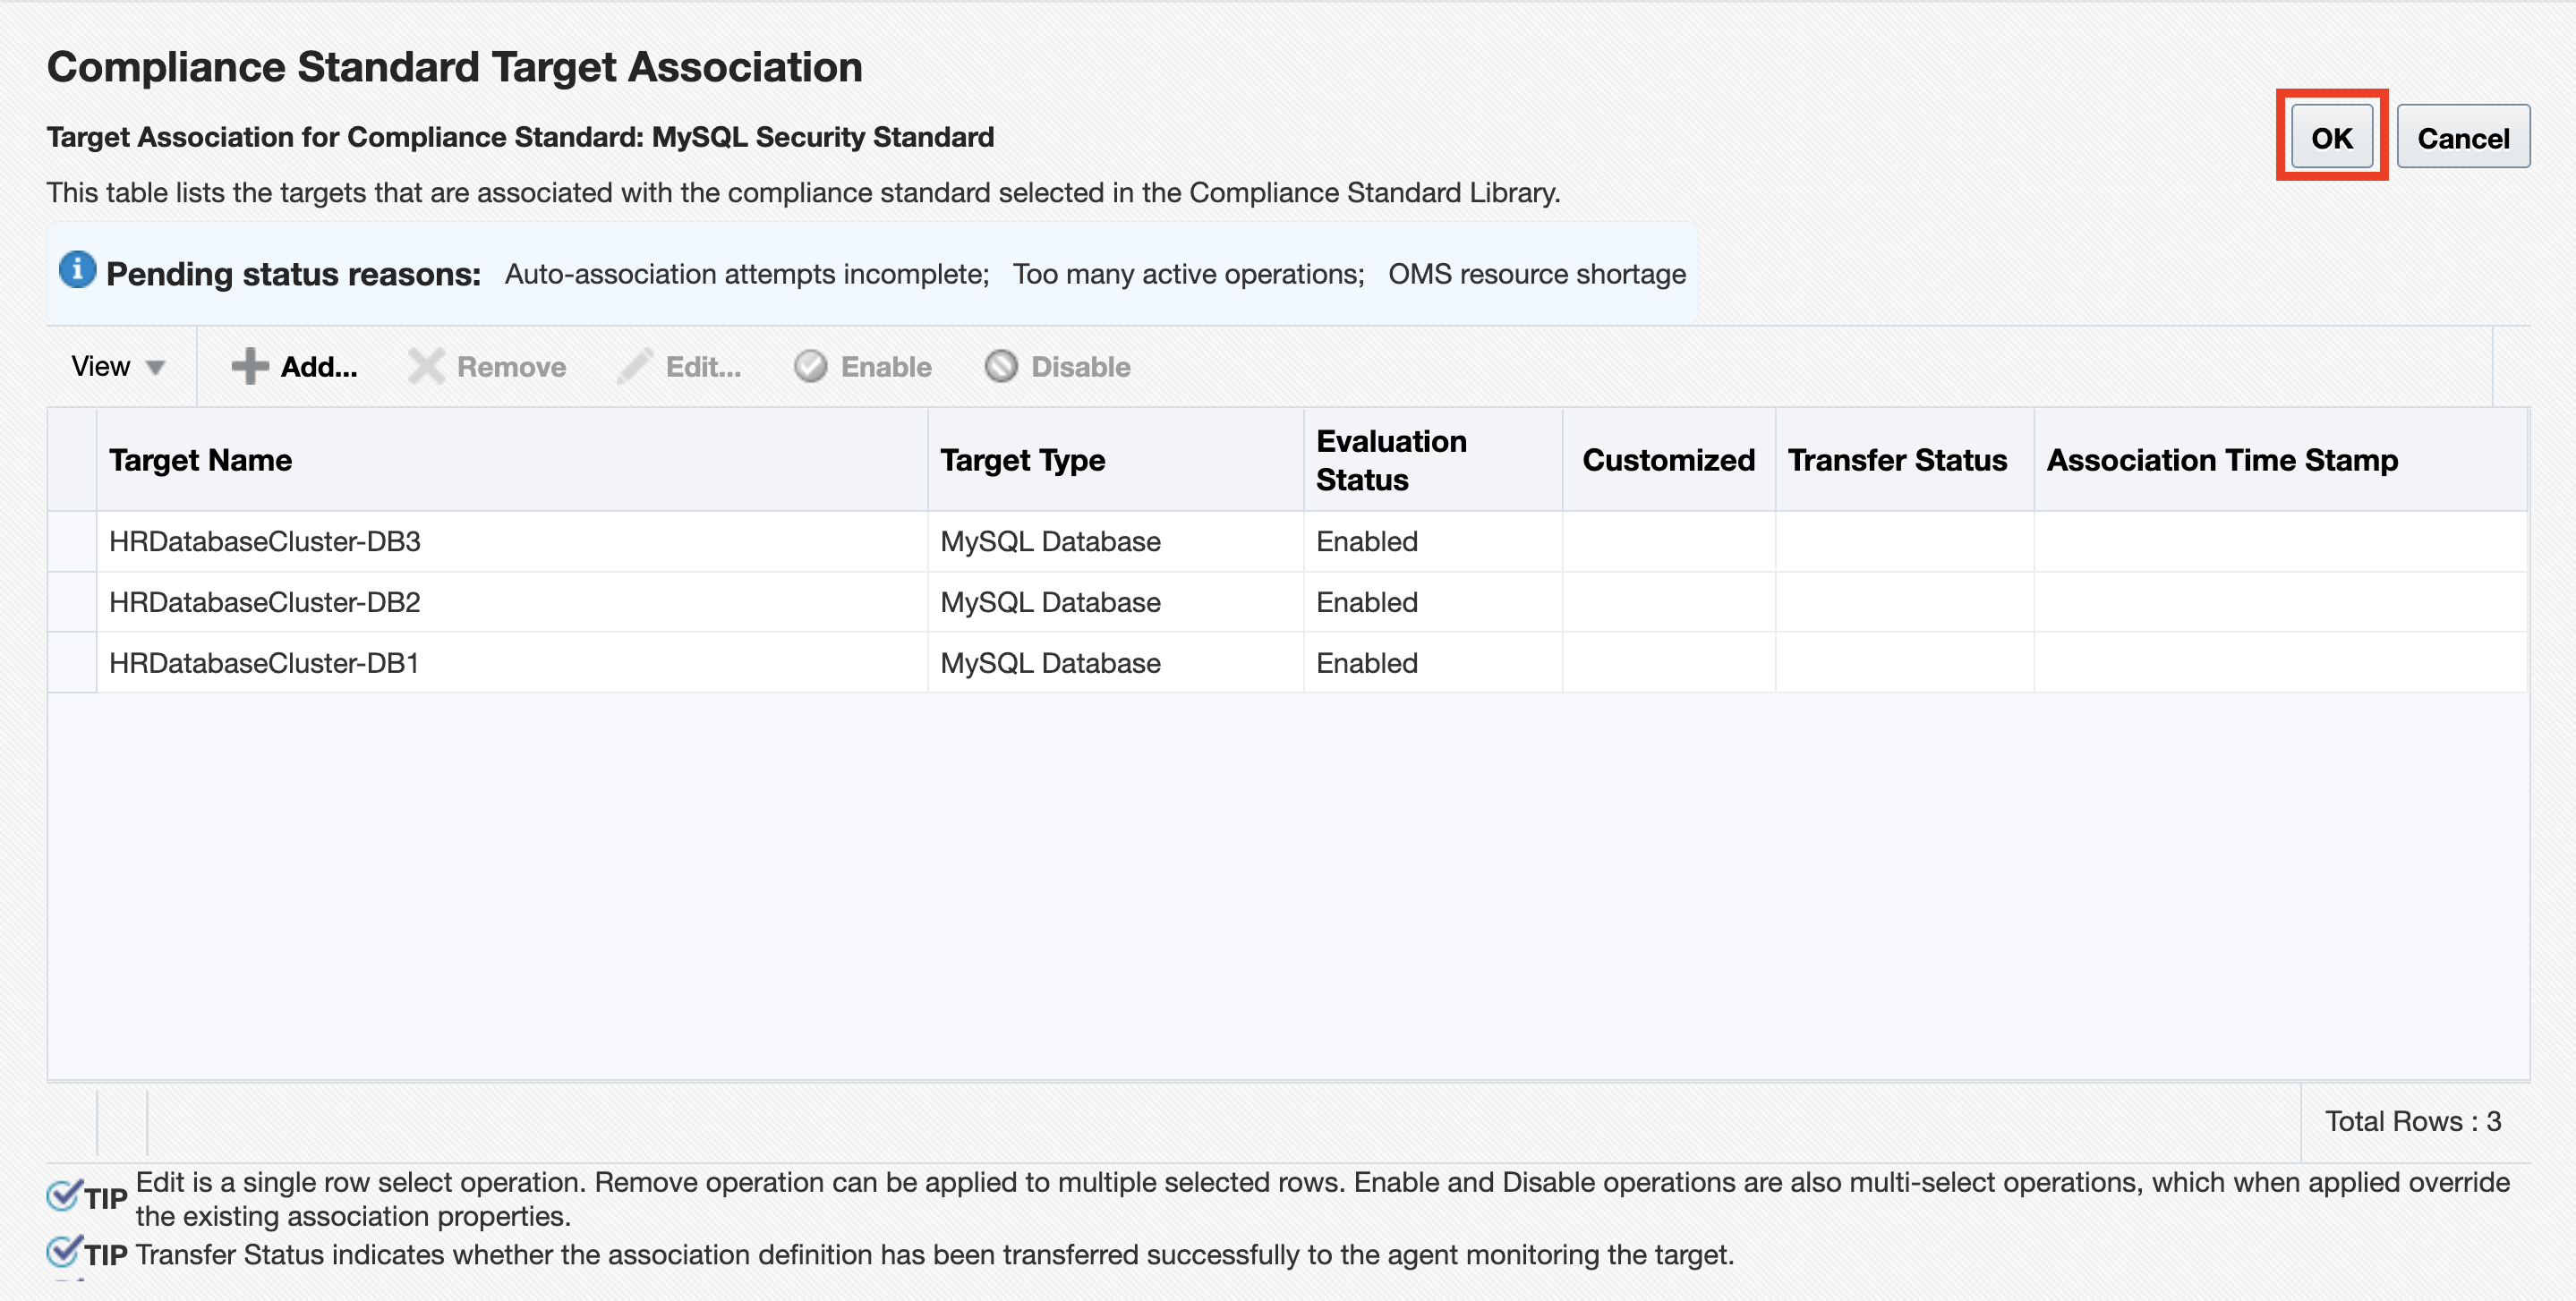 Compliance Standard Target Association
Target Association for Compliance Standard: MySQL Security Standard
OK Cancel
This table lists the targets that are associated with the compliance standard selected in the Compliance Standard Library.
Pending status reasons: Auto-association attempts incomplete; Too many active operations; OMS resource shortage
View Add... Remove Edit... Enable Disable
Target Name Target Type Evaluation Status Customized Transfer Status Association Time Stamp
HRDatabaseCluster-DB3 MySQL Database Enabled
HRDatabaseCluster-DB2 MySQL Database Enabled
HRDatabaseCluster-DB1 MySQL Database Enabled
Total Rows : 3
TIP Edit is a single row select operation. Remove operation can be applied to multiple selected rows. Enable and Disable operations are also multi-select operations, which when applied override
the existing association properties.
TIP Transfer Status indicates whether the association definition has been transferred successfully to the agent monitoring the target.